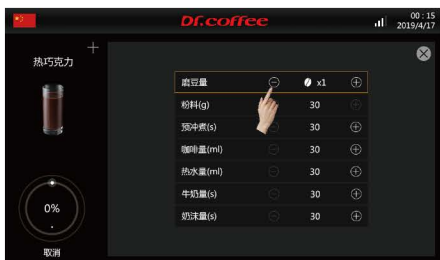 Dr.coffee
00 : 15
2019/4/17
热巧克力
磨豆量 x1
粉料(g) 30
预冲煮(s) 30
咖啡量(ml) 30
热水量(ml) 30
牛奶量(s) 30
奶沫量(s) 30
0%
取消